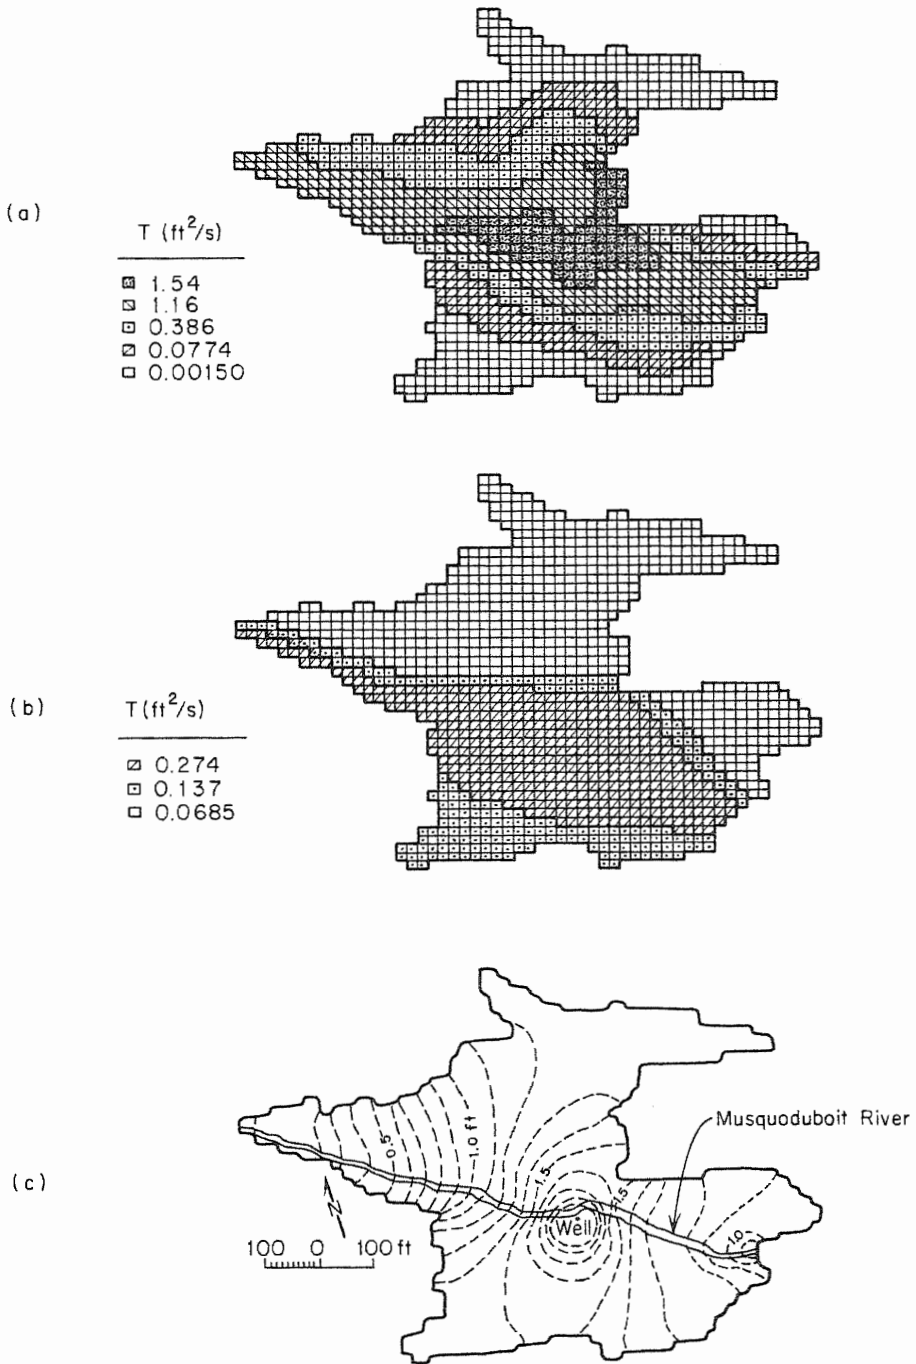 (a)
T (ft²/s)
1.54
1.16
0.386
0.0774
0.00150
(b)
T(ft²/s)
0.274
0.137
0.0685
(c)
0.5
1.0 ft
1.5
1.5
1.0
Well
Musquoduboit River
N
100 0 100 ft